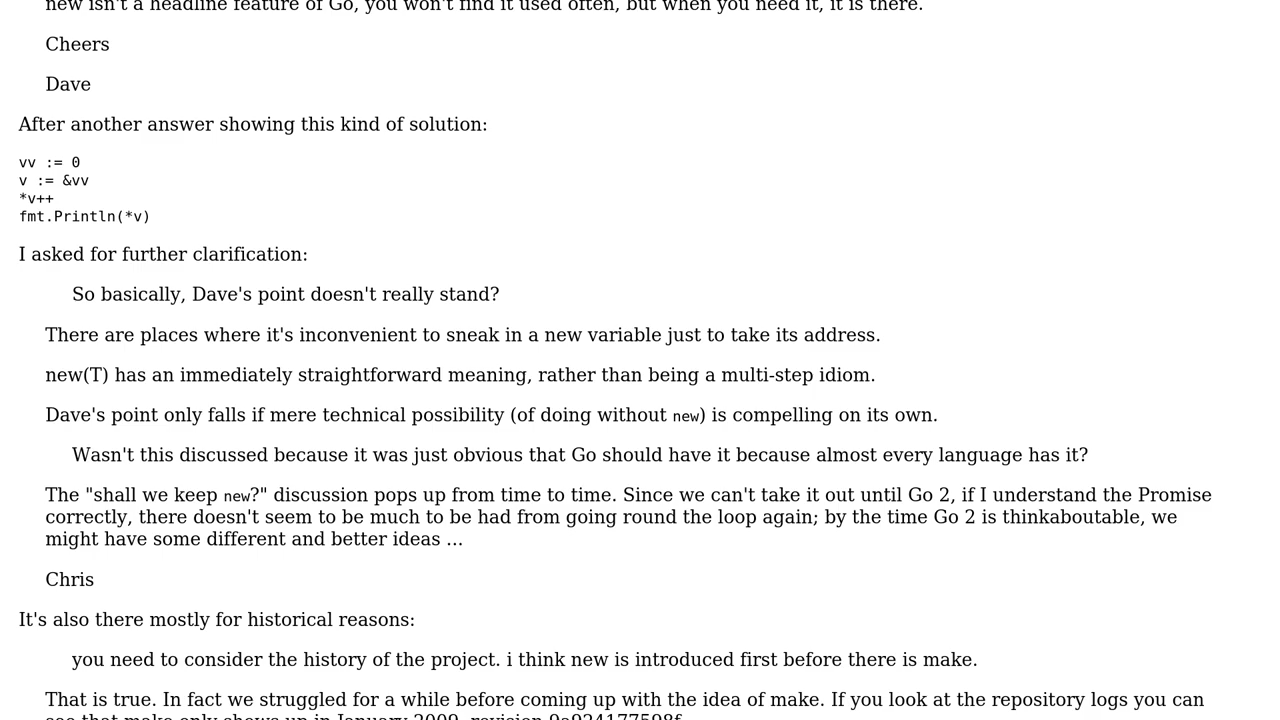 new isn't a headline feature of Go, you won't find it used often, but when you need it, it is there.
Cheers
Dave
After another answer showing this kind of solution:
vv := 0
v := &vv
*v++
fmt.Println(*v)
I asked for further clarification:
So basically, Dave's point doesn't really stand?
There are places where it's inconvenient to sneak in a new variable just to take its address.
new(T) has an immediately straightforward meaning, rather than being a multi-step idiom.
Dave's point only falls if mere technical possibility (of doing without new) is compelling on its own.
Wasn't this discussed because it was just obvious that Go should have it because almost every language has it?
The "shall we keep new?" discussion pops up from time to time. Since we can't take it out until Go 2, if I understand the Promise
correctly, there doesn't seem to be much to be had from going round the loop again; by the time Go 2 is thinkaboutable, we
might have some different and better ideas ...
Chris
It's also there mostly for historical reasons:
you need to consider the history of the project. i think new is introduced first before there is make.
That is true. In fact we struggled for a while before coming up with the idea of make. If you look at the repository logs you can
see that make only shows up in January 2009, revision